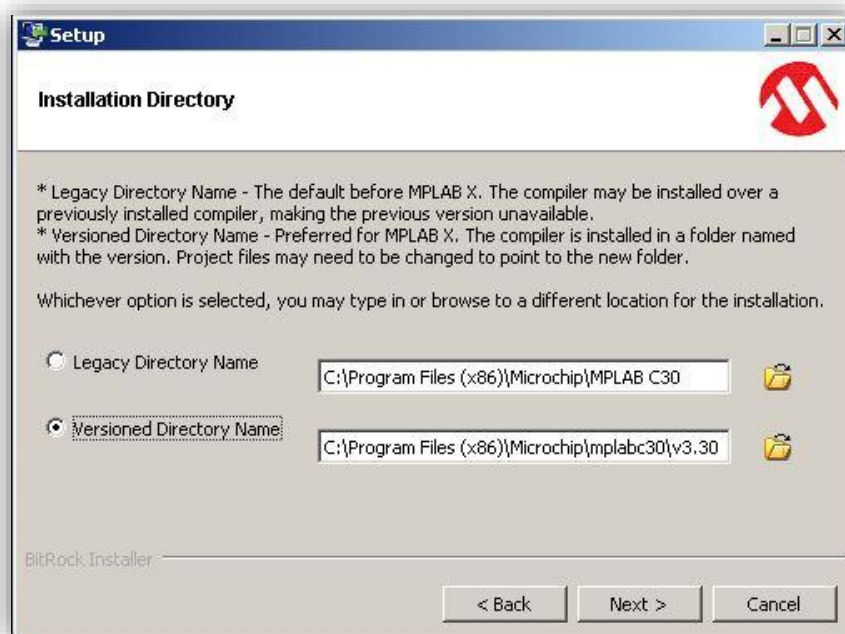 Setup
Installation Directory
* Legacy Directory Name - The default before MPLAB X. The compiler may be installed over a
previously installed compiler, making the previous version unavailable.
* Versioned Directory Name - Preferred for MPLAB X. The compiler is installed in a folder named
with the version. Project files may need to be changed to point to the new folder.
Whichever option is selected, you may type in or browse to a different location for the installation.
Legacy Directory Name
C:\Program Files (x86)\Microchip\MPLAB C30
Versioned Directory Name
C:\Program Files (x86)\Microchip\mplabc30\v3.30
BitRock Installer
< Back
Next >
Cancel